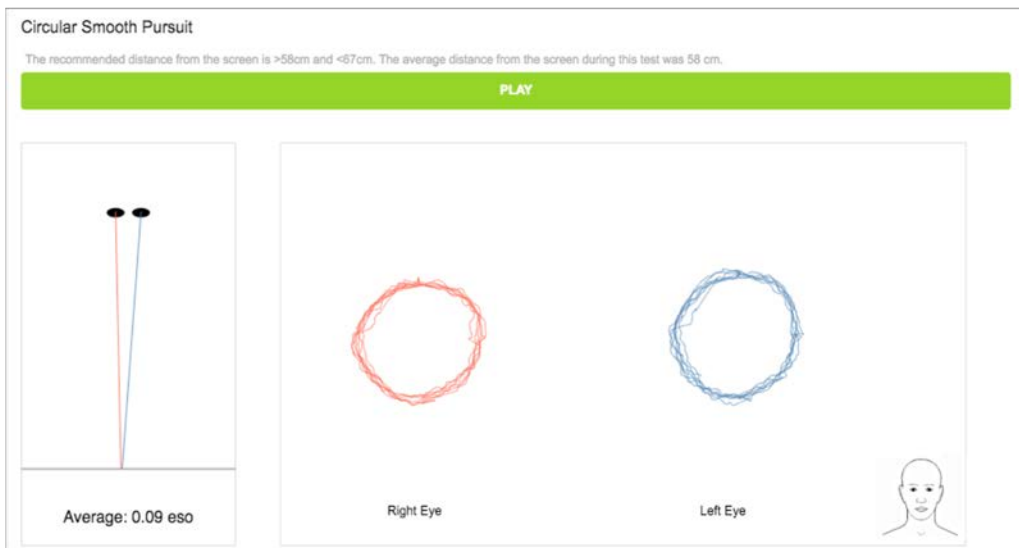 Circular Smooth Pursuit
The recommended distance from the screen is >58cm and <67cm. The average distance from the screen during this test was 58 cm.
PLAY
Average: 0.09 eso
Right Eye
Left Eye